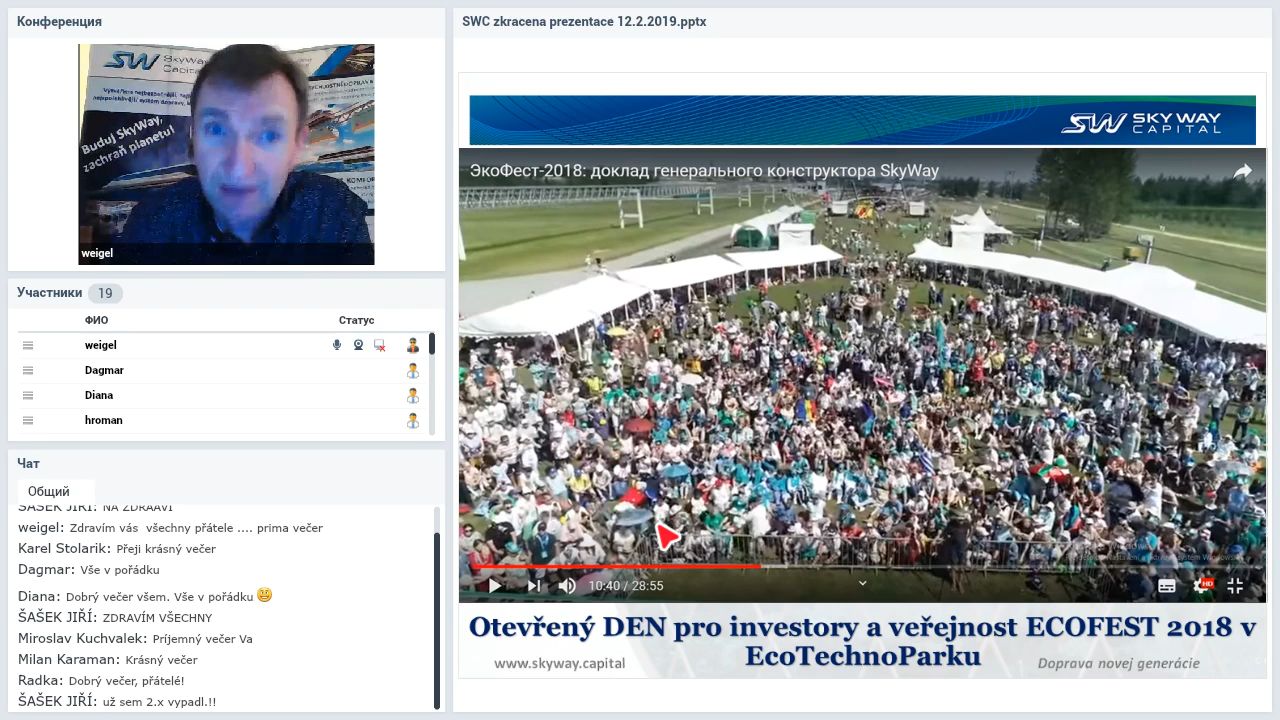 Конференция
SkyWay
Capital
Buduj SkyWay,
zachraň planetu!
weigel
Участники 19
ФИО Статус
weigel
Dagmar
Diana
hroman
Чат
Общий
ŠAŠEK JIŘÍ: NA ZDRAAVÍ
weigel: Zdravím vás všechny přátele .... prima večer
Karel Stolarik: Přeji krásný večer
Dagmar: Vše v pořádku
Diana: Dobrý večer všem. Vše v pořádku
ŠAŠEK JIŘÍ: ZDRAVÍM VŠECHNY
Miroslav Kuchvalek: Príjemný večer Va
Milan Karaman: Krásný večer
Radka: Dobrý večer, přátelé!
ŠAŠEK JIŘÍ: už sem 2.x vypadl.!!
SWC zkracena prezentace 12.2.2019.pptx
SW SKY WAY
CAPITAL
ЭкоФест-2018: доклад генерального конструктора SkyWay
10:40 / 28:55
HD
Otevřený DEN pro investory a veřejnost ECOFEST 2018 v
EcoTechnoParku
www.skyway.capital
Doprava novej generácie